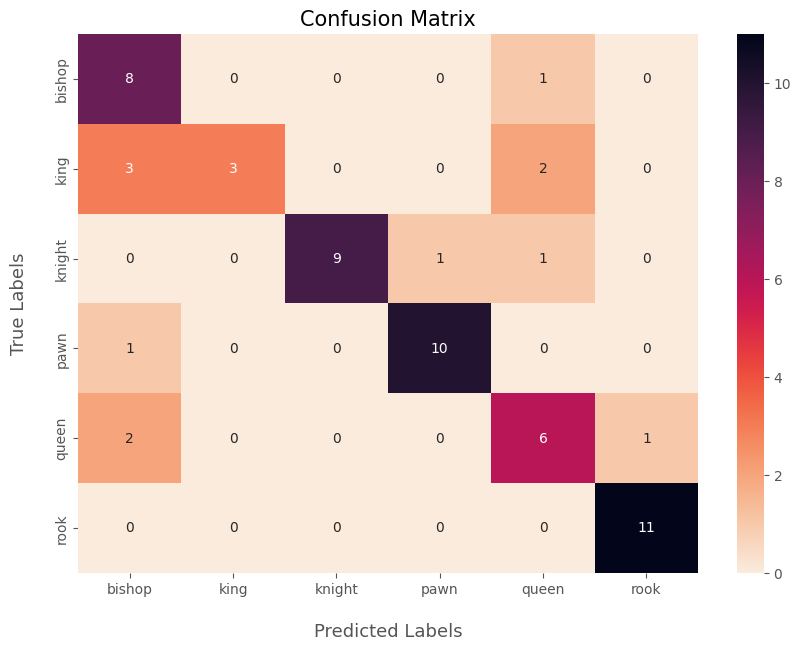 Confusion Matrix
True Labels
bishop 8 0 0 0 1 0
king 3 3 0 0 2 0
knight 0 0 9 1 1 0
pawn 1 0 0 10 0 0
queen 2 0 0 0 6 1
rook 0 0 0 0 0 11
bishop king knight pawn queen rook
Predicted Labels
10
8
6
4
2
0